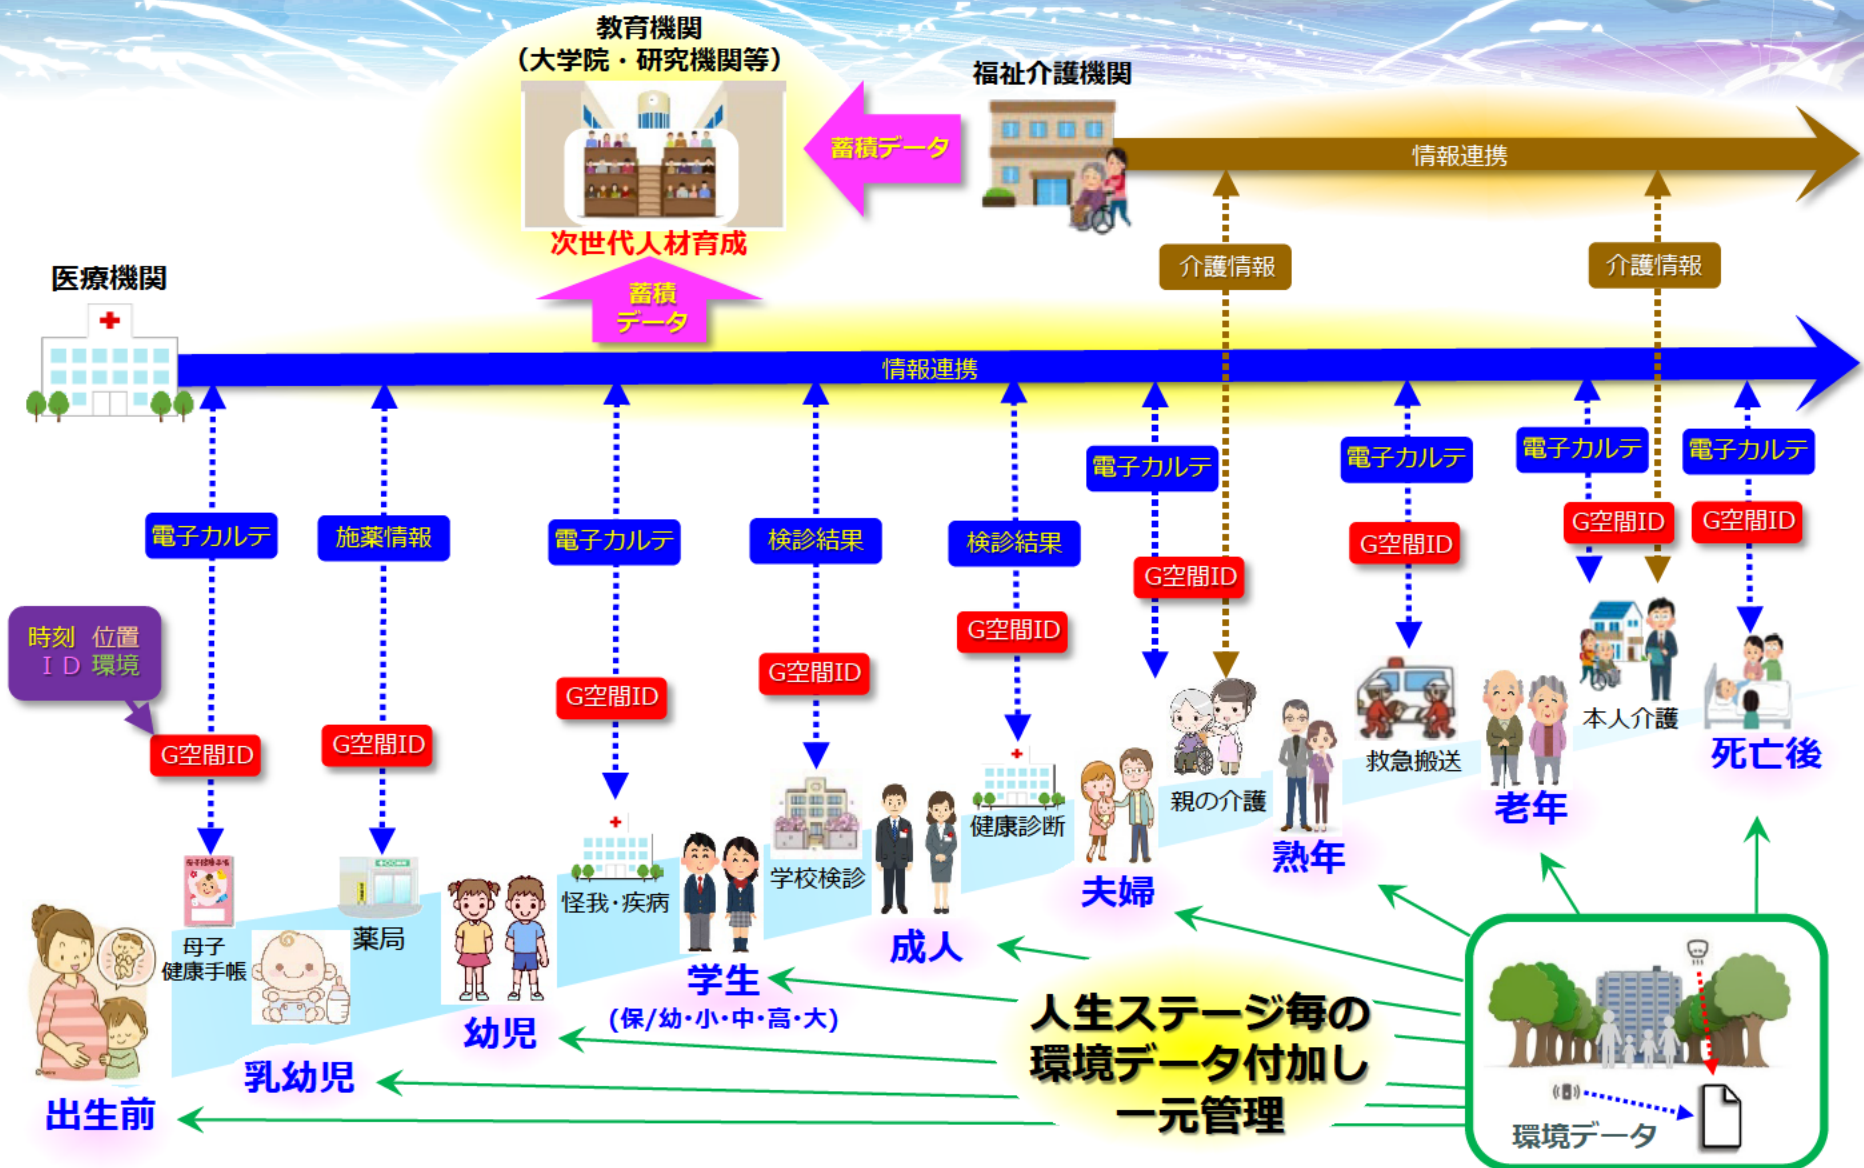 教育機関
（大学院・研究機関等）
福祉介護機関
蓄積データ
情報連携
次世代人材育成
介護情報
介護情報
医療機関
蓄積
データ
情報連携
電子カルテ
電子カルテ
電子カルテ
電子カルテ
電子カルテ
施薬情報
電子カルテ
検診結果
検診結果
G空間ID
G空間ID
G空間ID
G空間ID
G空間ID
G空間ID
G空間ID
G空間ID
G空間ID
G空間ID
時刻 位置
ＩＤ 環境
母子
健康手帳
薬局
怪我・疾病
学校検診
健康診断
親の介護
救急搬送
本人介護
出生前
乳幼児
幼児
学生
(保/幼・小・中・高・大)
成人
夫婦
熟年
老年
死亡後
人生ステージ毎の
環境データ付加し
一元管理
環境データ